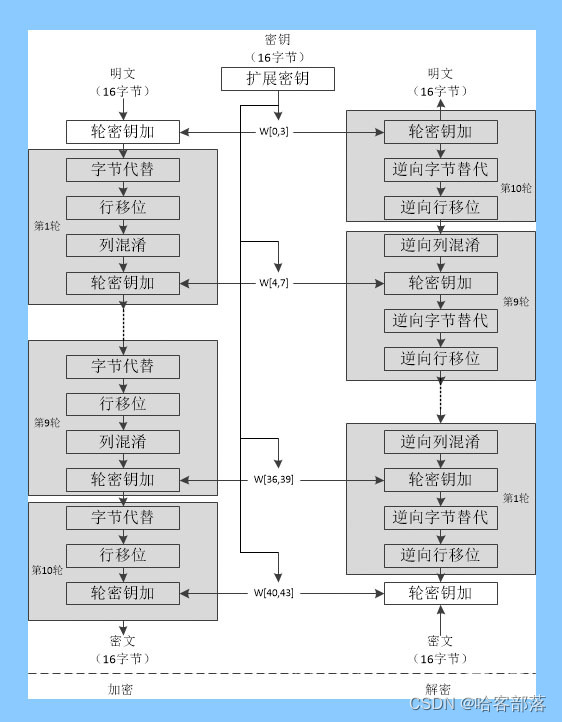 密钥
（16字节）
扩展密钥
明文
（16字节）
轮密钥加
字节代替
行移位
列混淆
轮密钥加
第1轮
字节代替
行移位
列混淆
轮密钥加
第9轮
字节代替
行移位
轮密钥加
第10轮
密文
（16字节）
加密
W[0,3]
W[4,7]
W[36,39]
W[40,43]
明文
（16字节）
轮密钥加
逆向字节替代
逆向行移位
第10轮
逆向列混淆
轮密钥加
逆向字节替代
逆向行移位
第9轮
逆向列混淆
轮密钥加
逆向字节替代
逆向行移位
第1轮
轮密钥加
密文
（16字节）
解密
CSDN @哈客部落